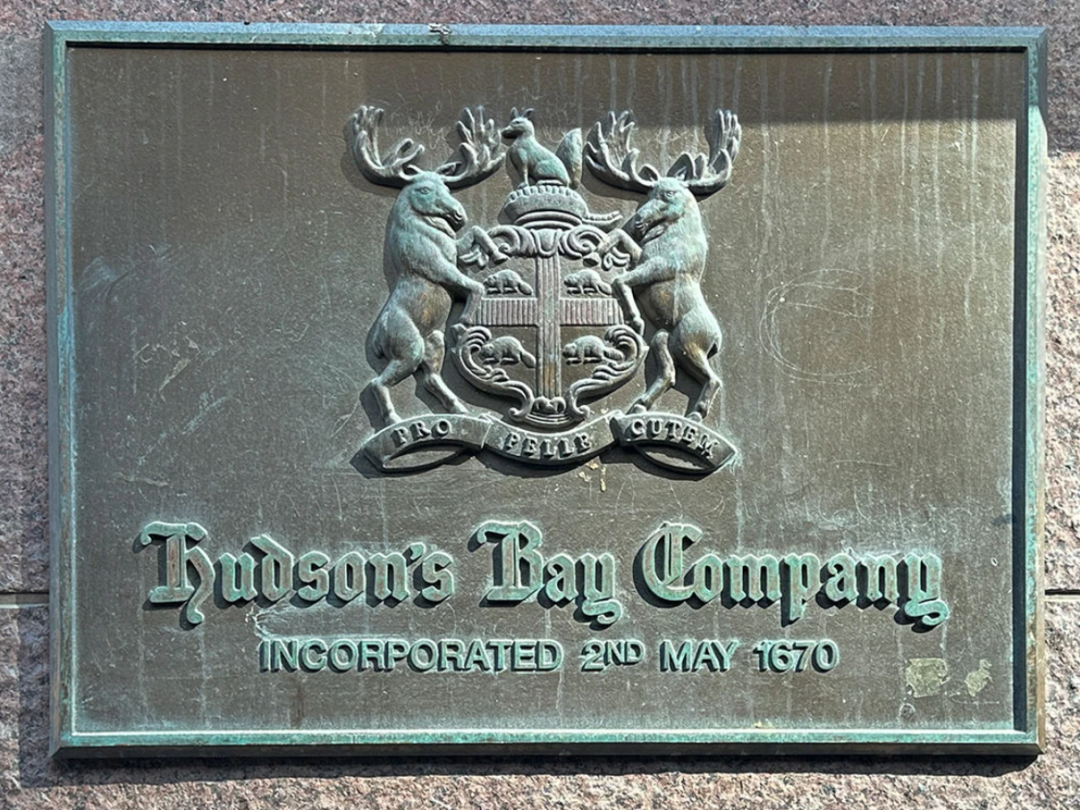 PRO PELLE CUTEM
Hudson's Bay Company
INCORPORATED 2ND MAY 1670